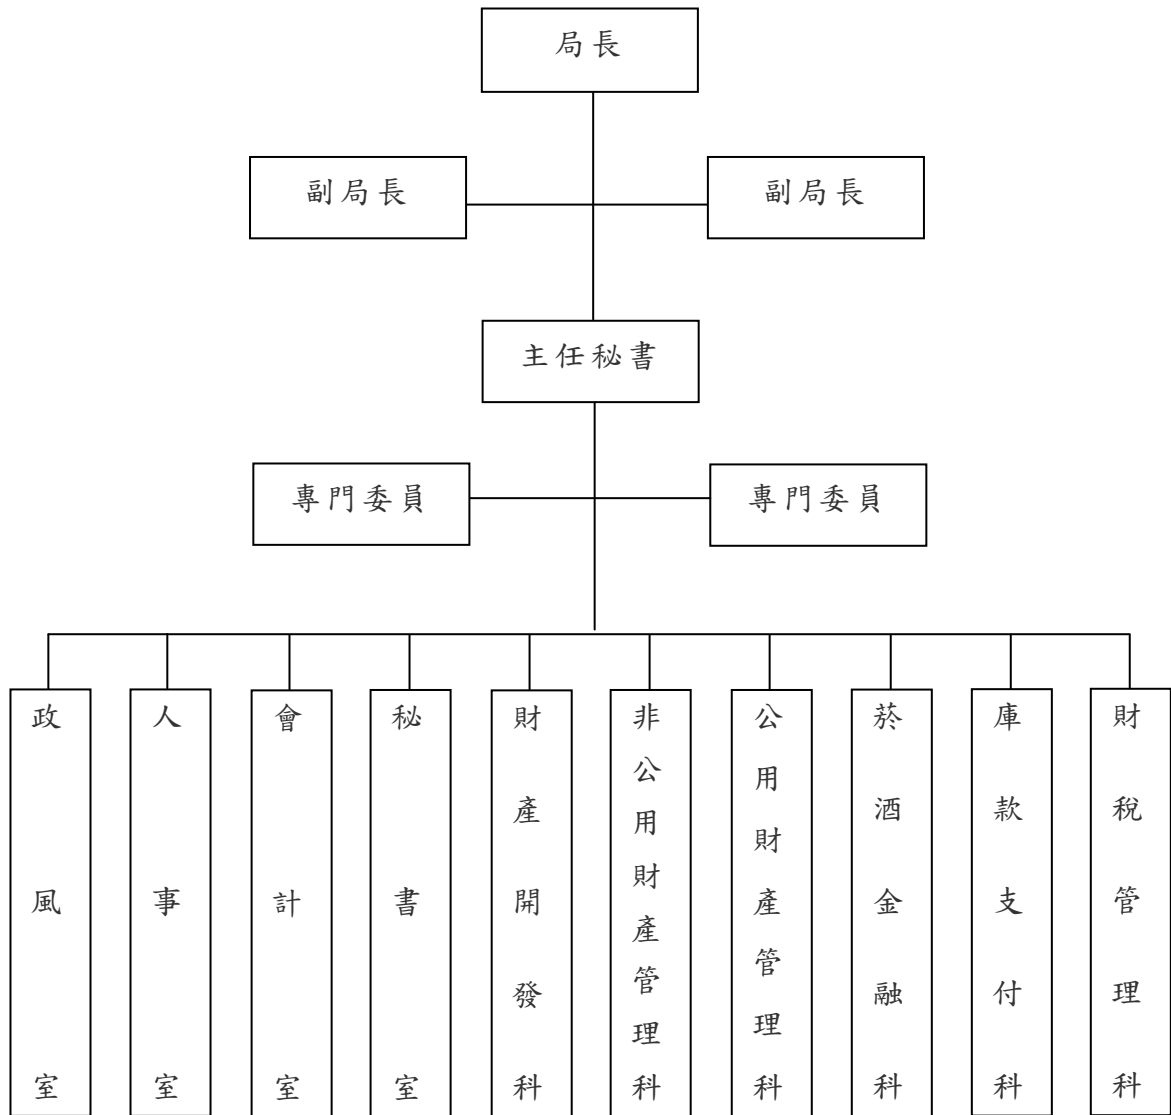 局長
副局長
副局長
主任秘書
專門委員
專門委員
政風室
人事室
會計室
秘書室
財產開發科
非公用財產管理科
公用財產管理科
菸酒金融科
庫款支付科
財稅管理科